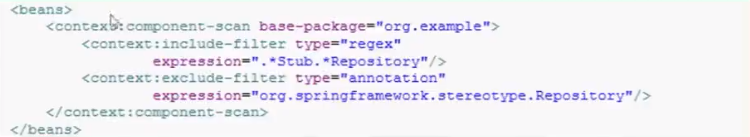 <beans>
<context:component-scan base-package="org.example">
<context:include-filter type="regex"
expression=".*Stub.*Repository"/>
<context:exclude-filter type="annotation"
expression="org.springframework.stereotype.Repository"/>
</context:component-scan>
</beans>